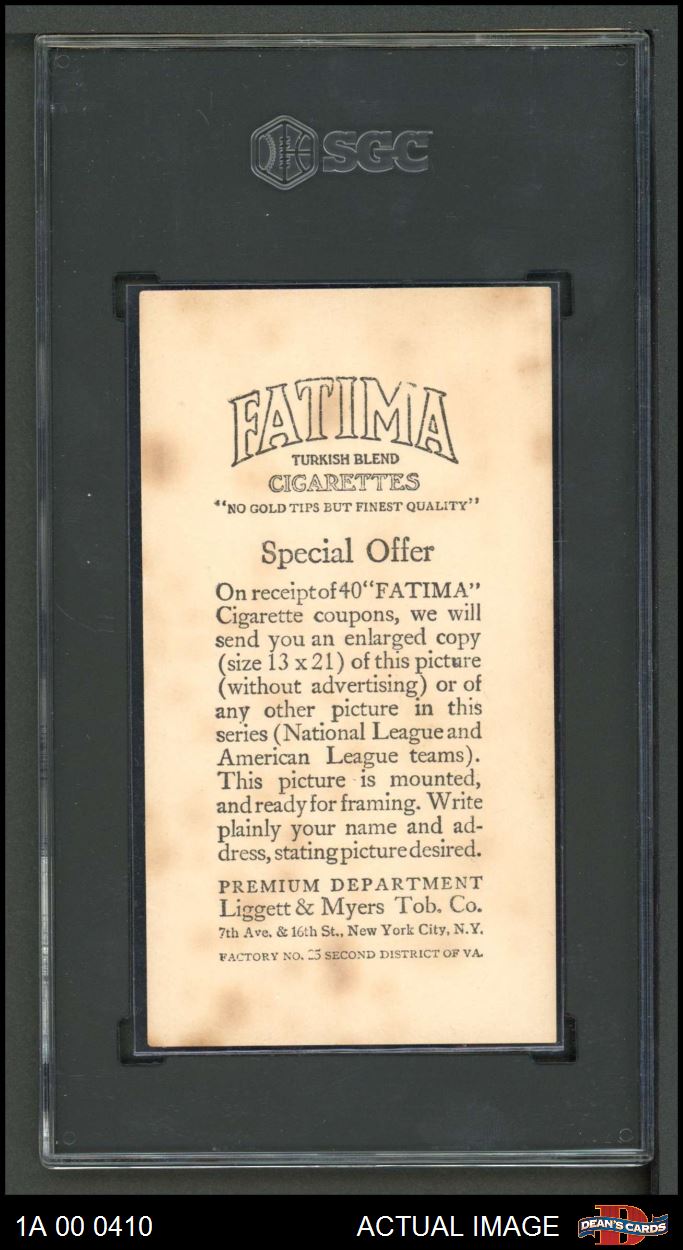 SGC
FATIMA
TURKISH BLEND
CIGARETTES
“NO GOLD TIPS BUT FINEST QUALITY”
Special Offer
On receipt of 40 “FATIMA”
Cigarette coupons, we will
send you an enlarged copy
(size 13 x 21) of this picture
(without advertising) or of
any other picture in this
series (National League and
American League teams).
This picture is mounted,
and ready for framing. Write
plainly your name and ad-
dress, stating picture desired.
PREMIUM DEPARTMENT
Liggett & Myers Tob. Co.
7th Ave. & 16th St., New York City, N.Y.
FACTORY NO. 25 SECOND DISTRICT OF VA.
1A 00 0410
ACTUAL IMAGE
DEAN'S CARDS